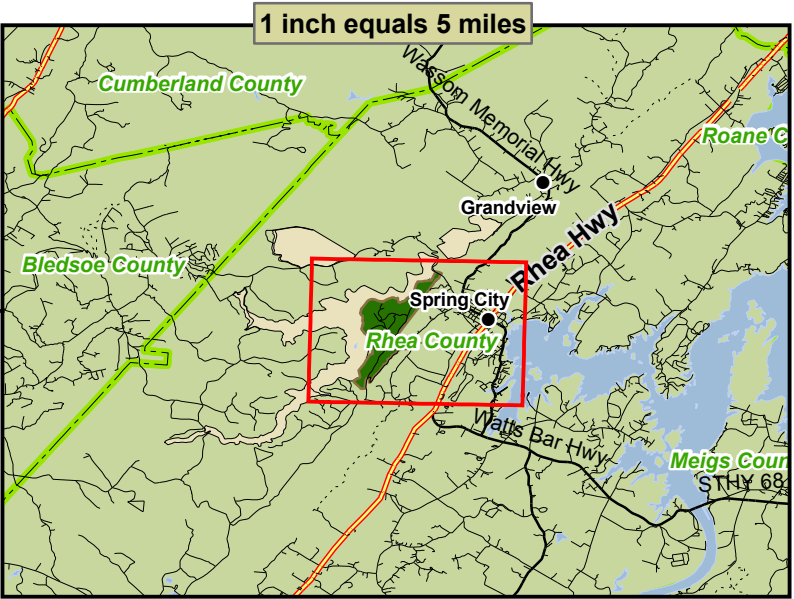 1 inch equals 5 miles
Wassom Memorial Hwy
Cumberland County
Roane C
Grandview
Rhea Hwy
Bledsoe County
Spring City
Rhea County
Watts Bar Hwy
Meigs Coun
STHY 68